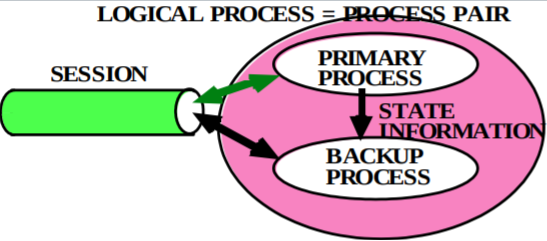 LOGICAL PROCESS = PROCESS PAIR
SESSION
PRIMARY
PROCESS
STATE
INFORMATION
BACKUP
PROCESS